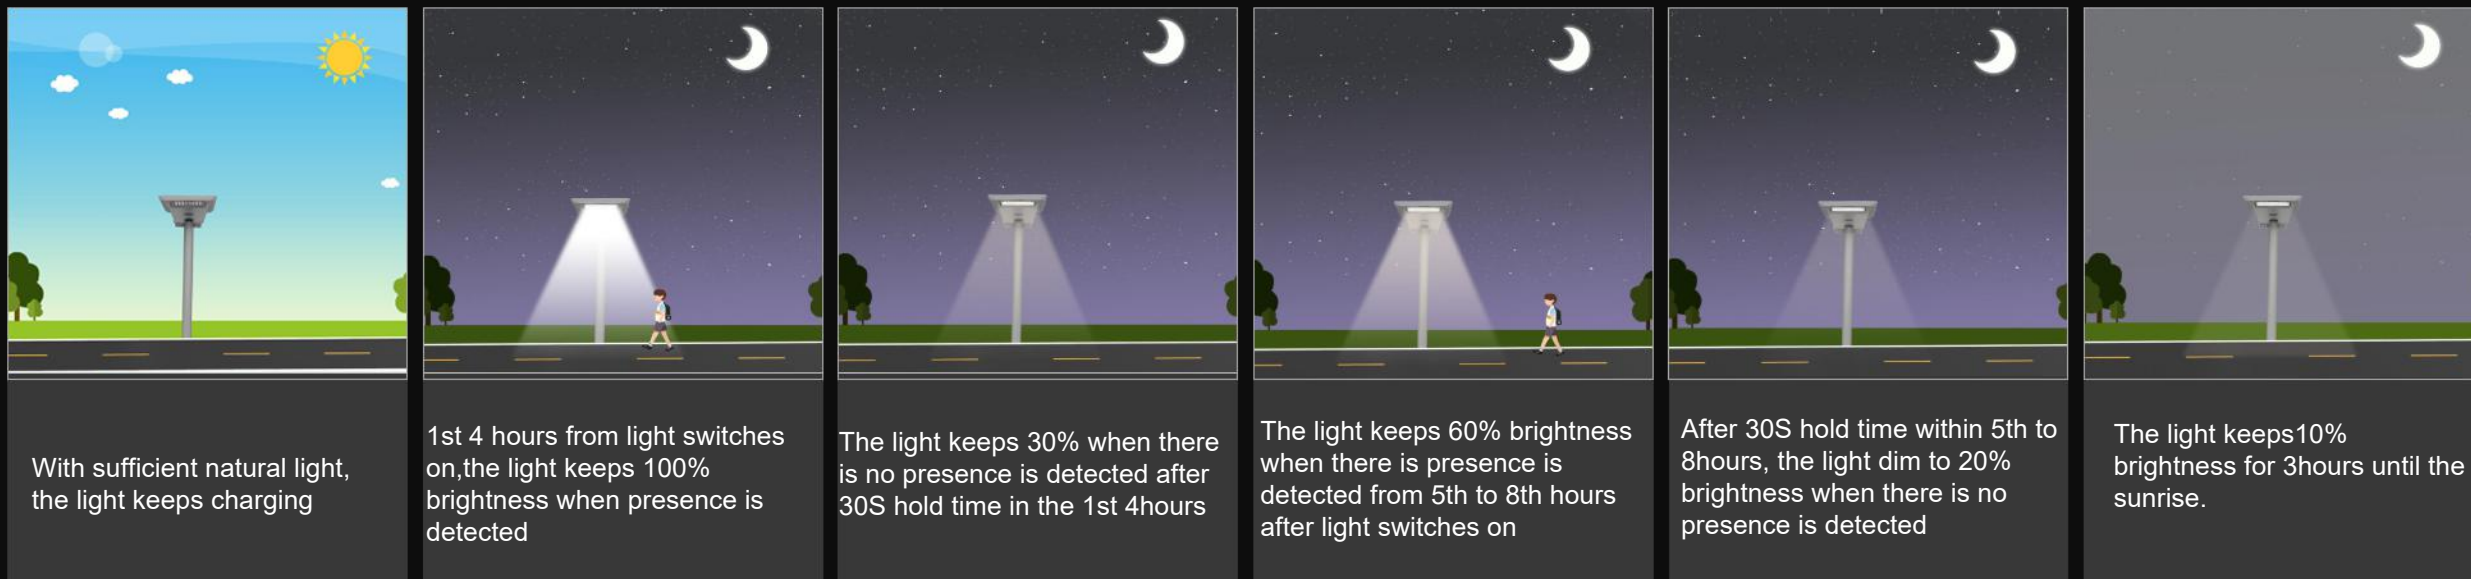 With sufficient natural light,
the light keeps charging
1st 4 hours from light switches
on,the light keeps 100%
brightness when presence is
detected
The light keeps 30% when there
is no presence is detected after
30S hold time in the 1st 4hours
The light keeps 60% brightness
when there is presence is
detected from 5th to 8th hours
after light switches on
After 30S hold time within 5th to
8hours, the light dim to 20%
brightness when there is no
presence is detected
The light keeps10%
brightness for 3hours until the
sunrise.